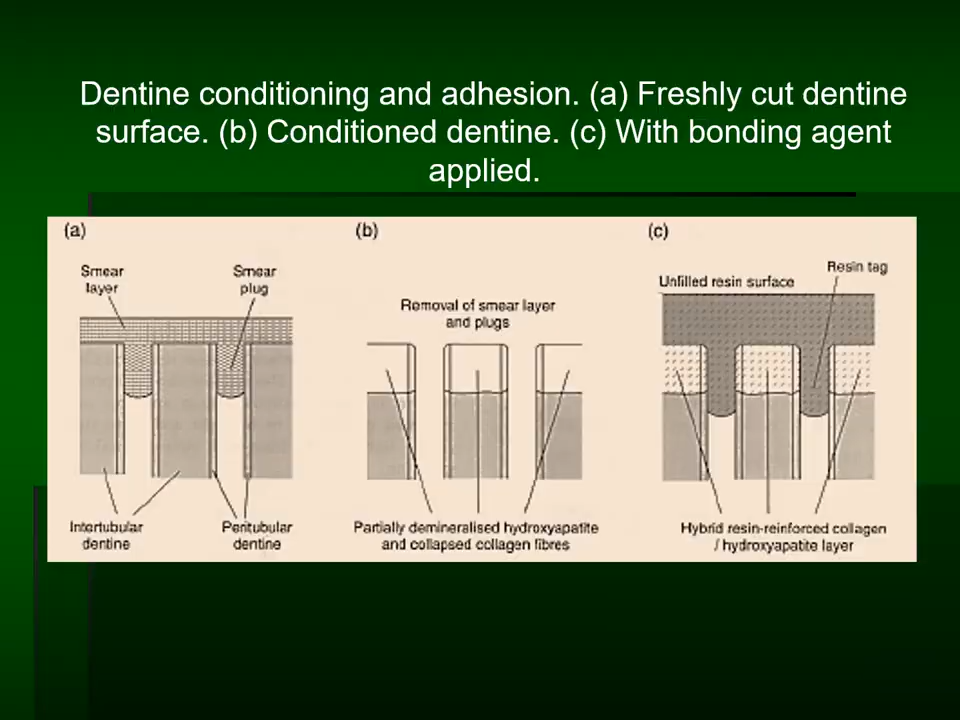 Dentine conditioning and adhesion. (a) Freshly cut dentine
surface. (b) Conditioned dentine. (c) With bonding agent
applied.
(a)
Smear
layer
Smear
plug
Intertubular
dentine
Peritubular
dentine
(b)
Removal of smear layer
and plugs
Partially demineralised hydroxyapatite
and collapsed collagen fibres
(c)
Unfilled resin surface
Resin tag
Hybrid resin-reinforced collagen
/ hydroxyapatite layer